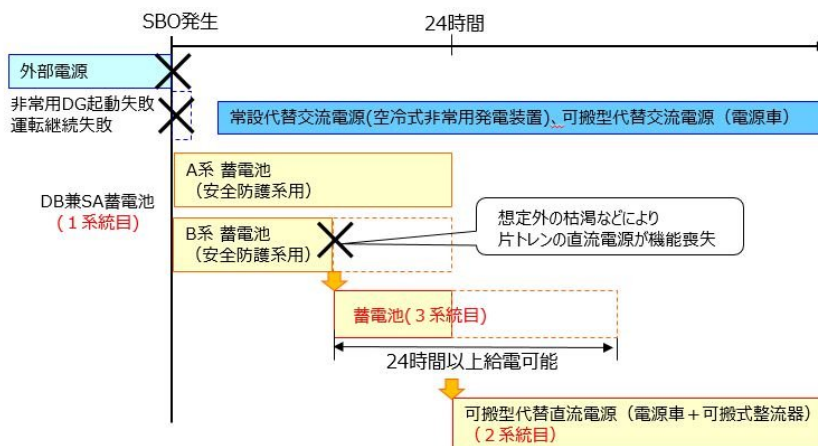 SBO発生
24時間
外部電源
非常用DG起動失敗
運転継続失敗
常設代替交流電源(空冷式非常用発電装置)、可搬型代替交流電源（電源車）
A系 蓄電池
（安全防護系用）
DB兼SA蓄電池
(１系統目)
B系 蓄電池
（安全防護系用）
想定外の枯渇などにより
片トレンの直流電源が機能喪失
蓄電池(３系統目)
24時間以上給電可能
可搬型代替直流電源（電源車＋可搬式整流器）
（２系統目）